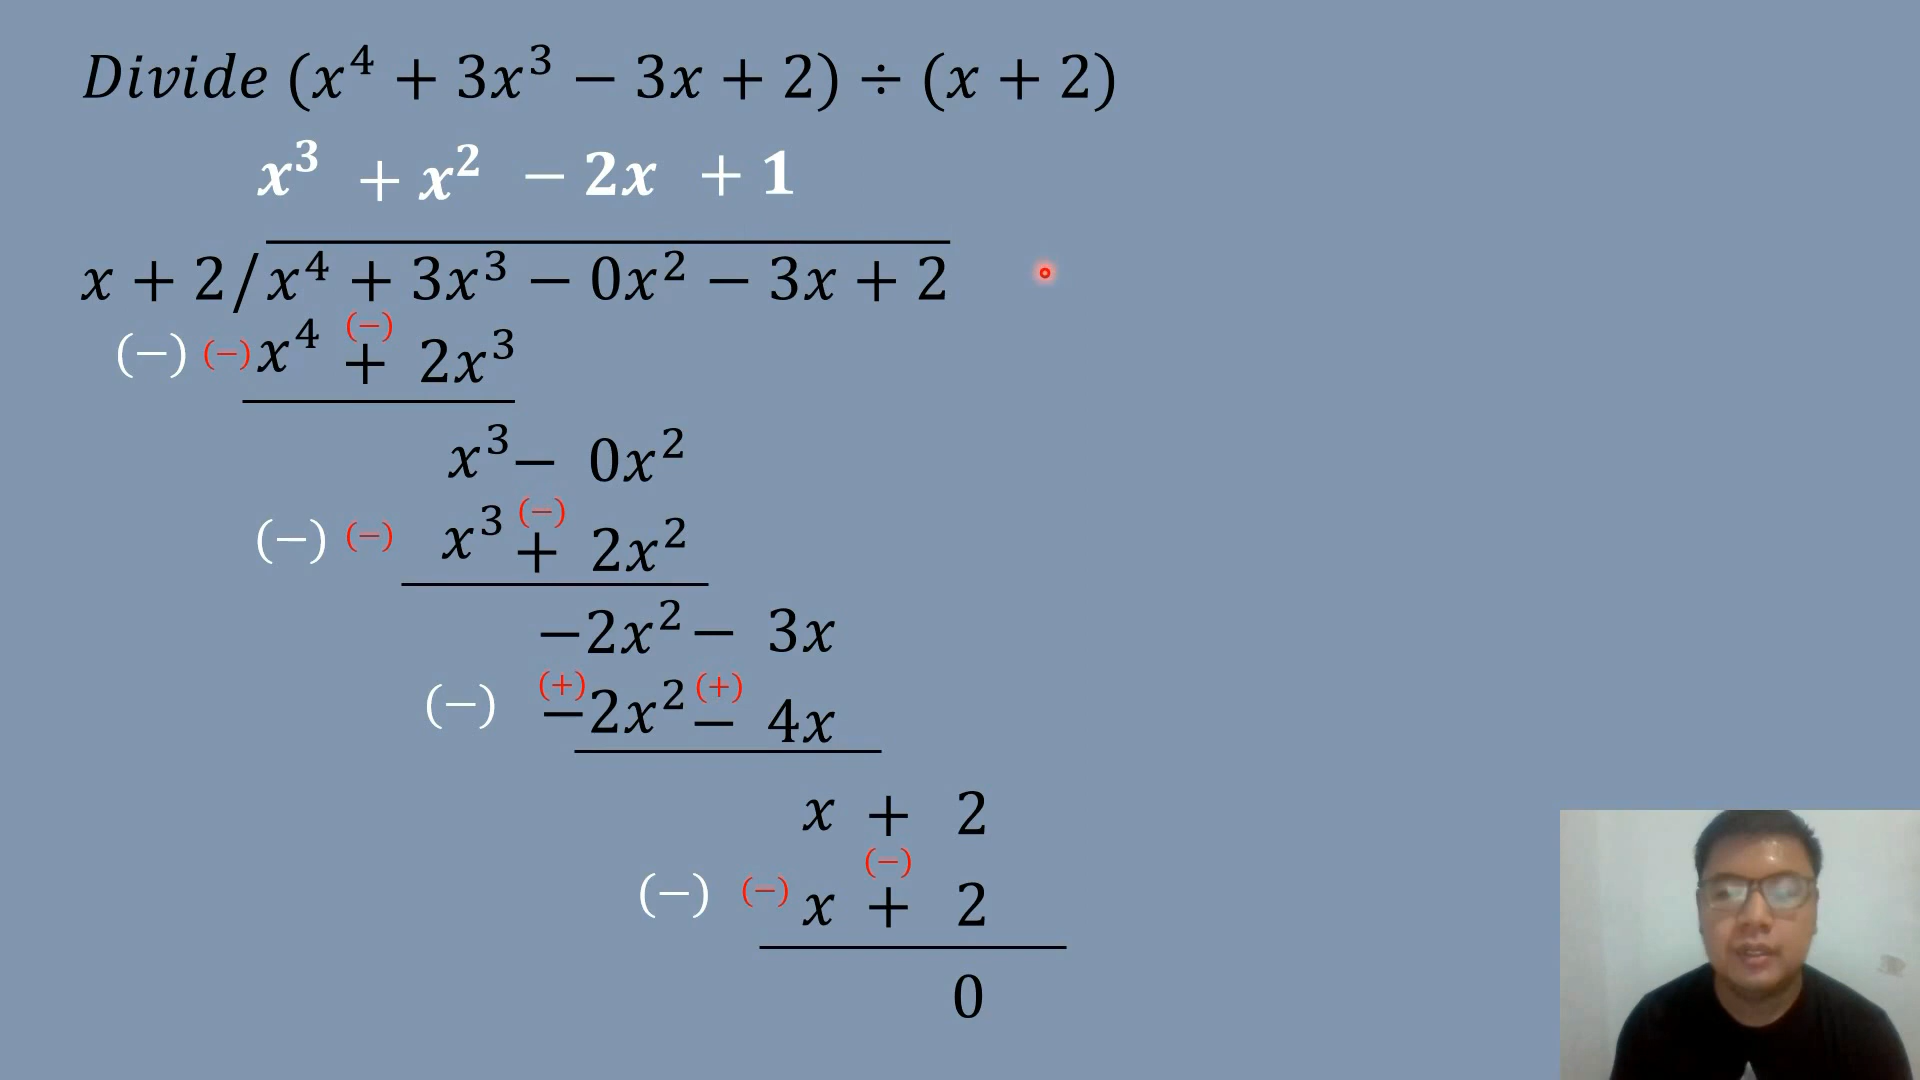 Divide (x⁴ + 3x³ − 3x + 2) ÷ (x + 2)
x³ + x² − 2x + 1
x + 2/x⁴ + 3x³ − 0x² − 3x + 2
(−)
(−) (−) x⁴ + 2x³
x³ − 0x²
(−)
(−) (−) x³ + 2x²
−2x² − 3x
(+) (+)
(−) −2x² − 4x
x + 2
(−)
(−) (−) x + 2
0